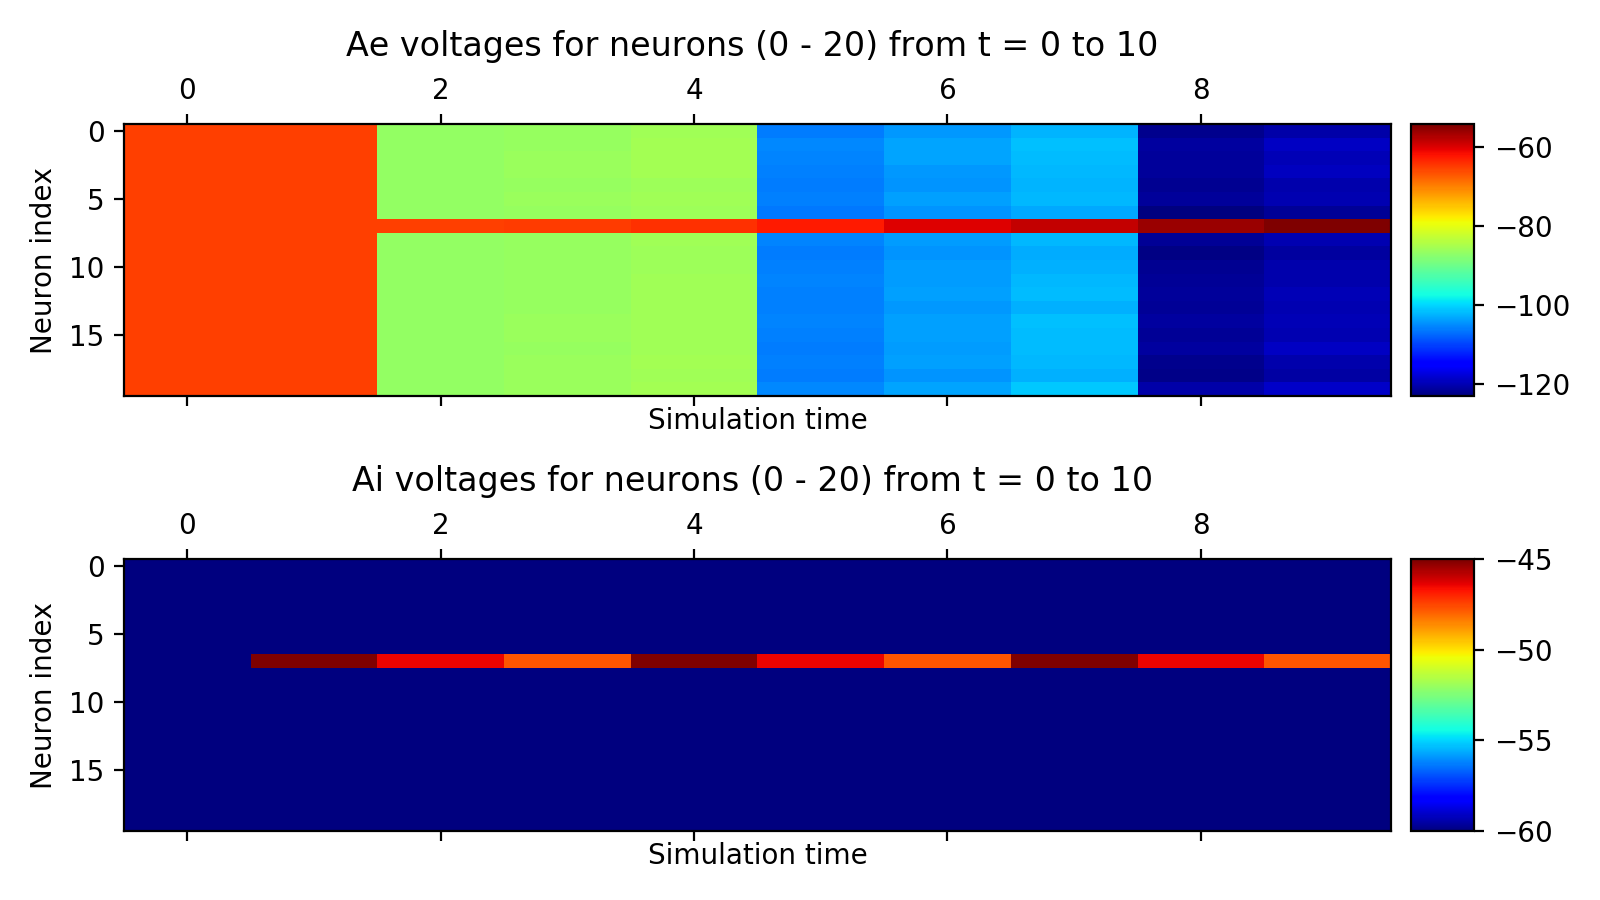 Ae voltages for neurons (0 - 20) from t = 0 to 10
0 2 4 6 8
Neuron index
0
5
10
15
−60
−80
−100
−120
Simulation time
Ai voltages for neurons (0 - 20) from t = 0 to 10
0 2 4 6 8
Neuron index
0
5
10
15
−45
−50
−55
−60
Simulation time